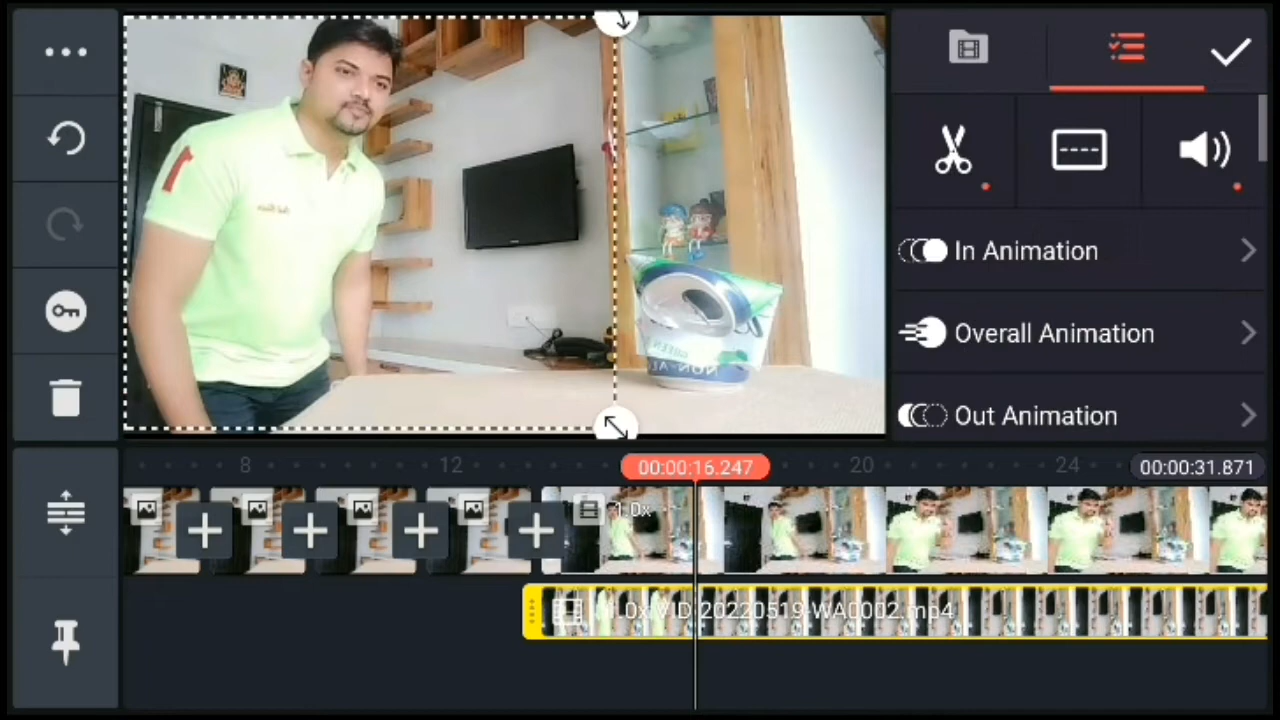 In Animation
Overall Animation
Out Animation
8
12
00:00:16.247
20
24
00:00:31.871
1.0x
1.0x VID 20220519-WA0002.mp4